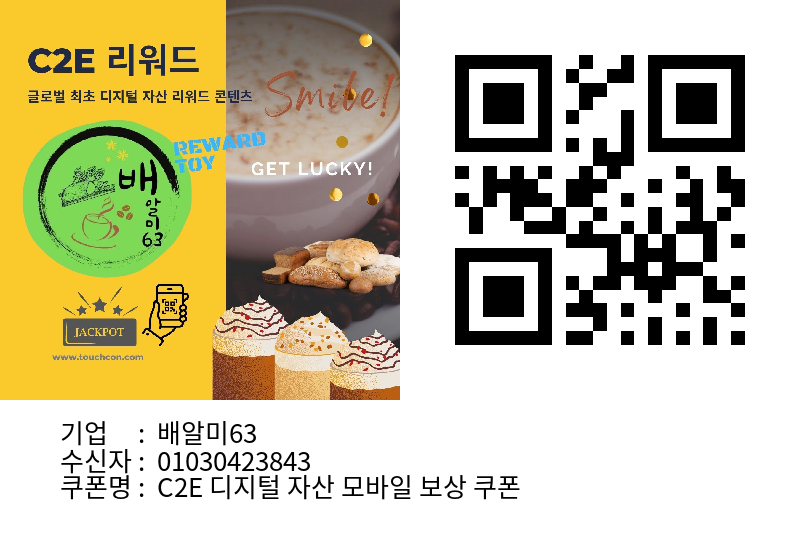 C2E 리워드
글로벌 최초 디지털 자산 리워드 콘텐츠
Smile!
REWARD
TOY
GET LUCKY!
배
알
미
63
JACKPOT
www.touchcon.com
기업 : 배알미63
수신자 : 01030423843
쿠폰명 : C2E 디지털 자산 모바일 보상 쿠폰